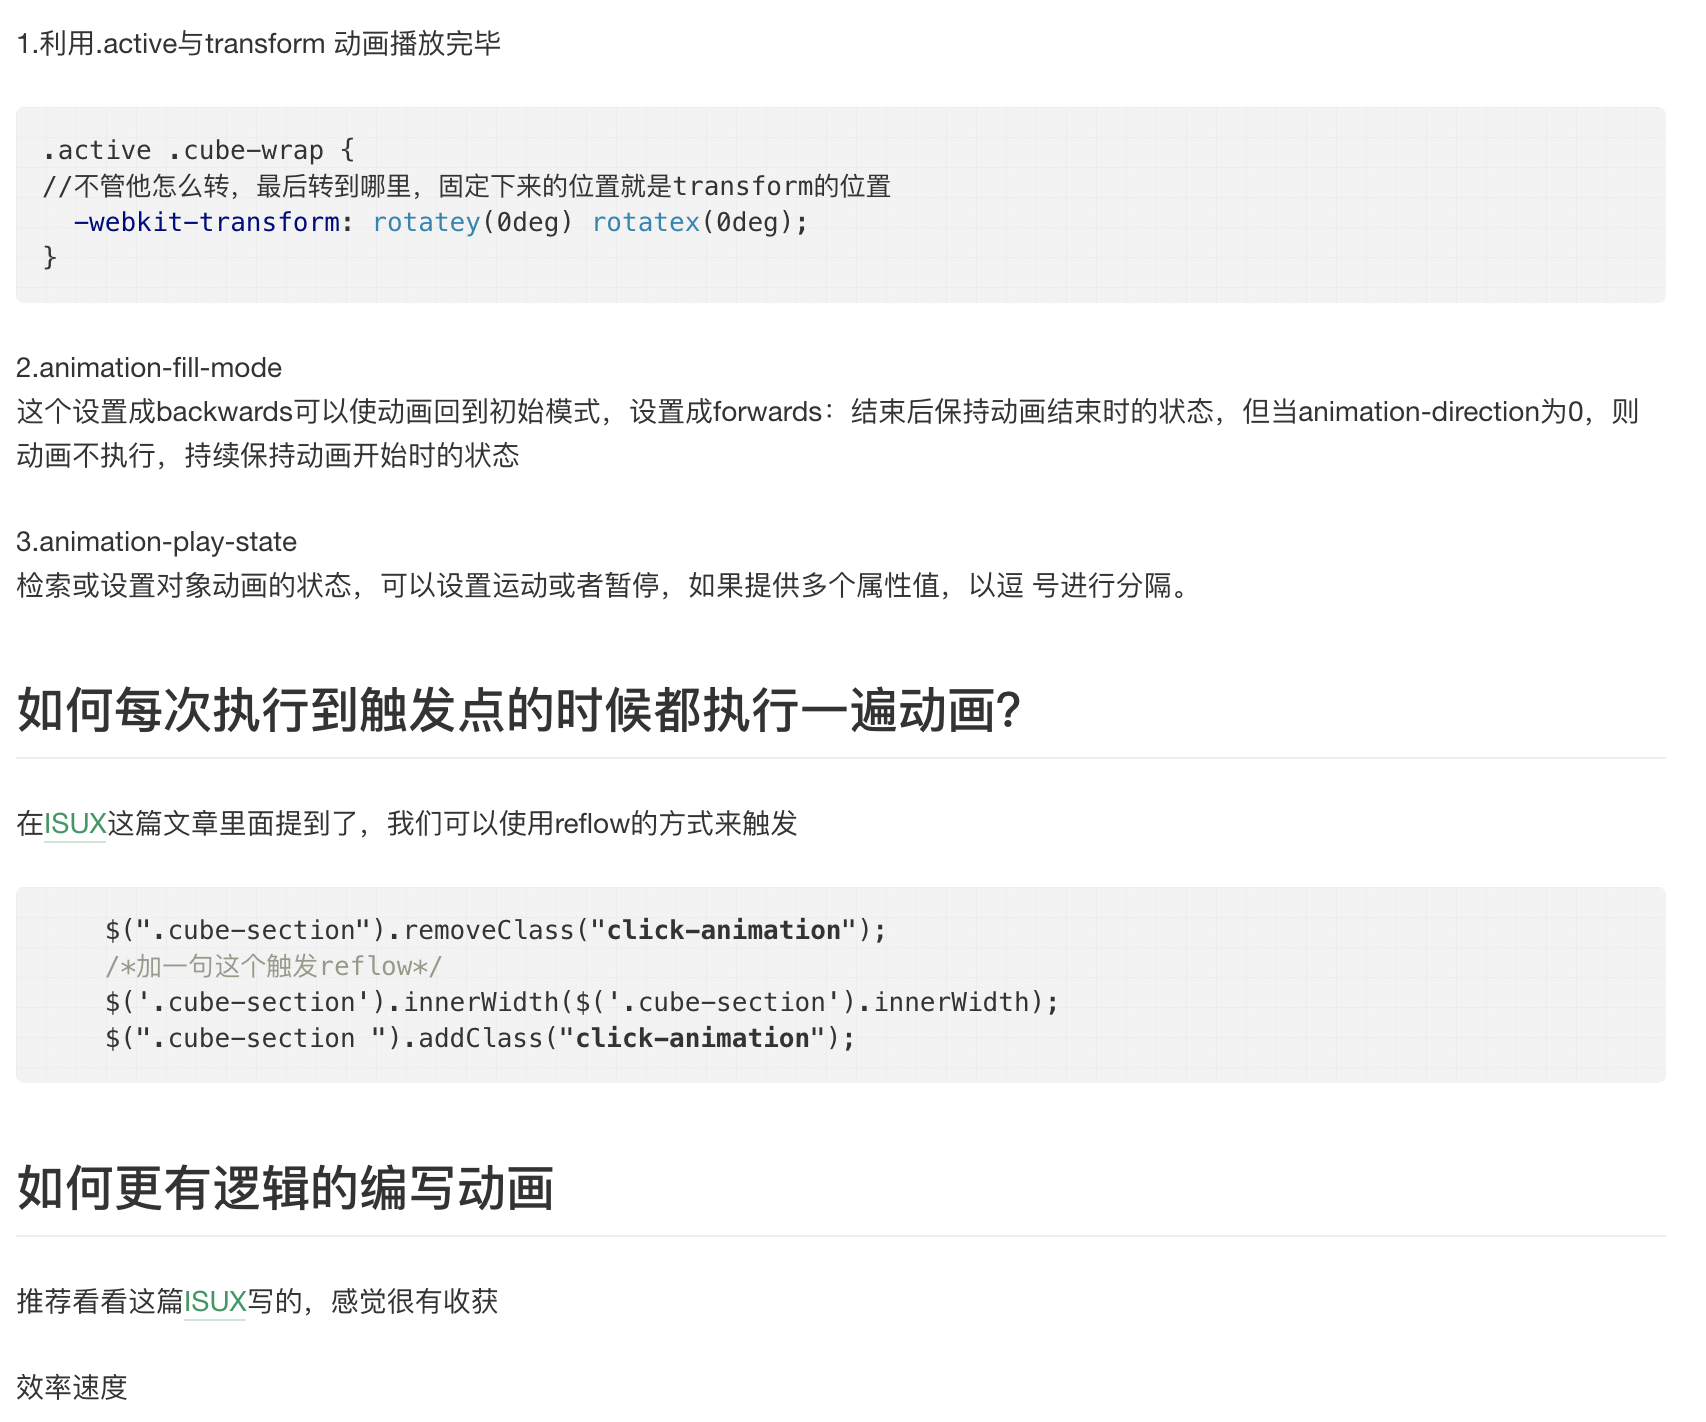 1.利用.active与transform 动画播放完毕
.active .cube-wrap {
//不管他怎么转，最后转到哪里，固定下来的位置就是transform的位置
  -webkit-transform: rotatey(0deg) rotatex(0deg);
}
2.animation-fill-mode
这个设置成backwards可以使动画回到初始模式，设置成forwards：结束后保持动画结束时的状态，但当animation-direction为0，则
动画不执行，持续保持动画开始时的状态
3.animation-play-state
检索或设置对象动画的状态，可以设置运动或者暂停，如果提供多个属性值，以逗 号进行分隔。
如何每次执行到触发点的时候都执行一遍动画?
在ISUX这篇文章里面提到了，我们可以使用reflow的方式来触发
    $(".cube-section").removeClass("click-animation");
    /*加一句这个触发reflow*/
    $('.cube-section').innerWidth($('.cube-section').innerWidth);
    $(".cube-section ").addClass("click-animation");
如何更有逻辑的编写动画
推荐看看这篇ISUX写的，感觉很有收获
效率速度